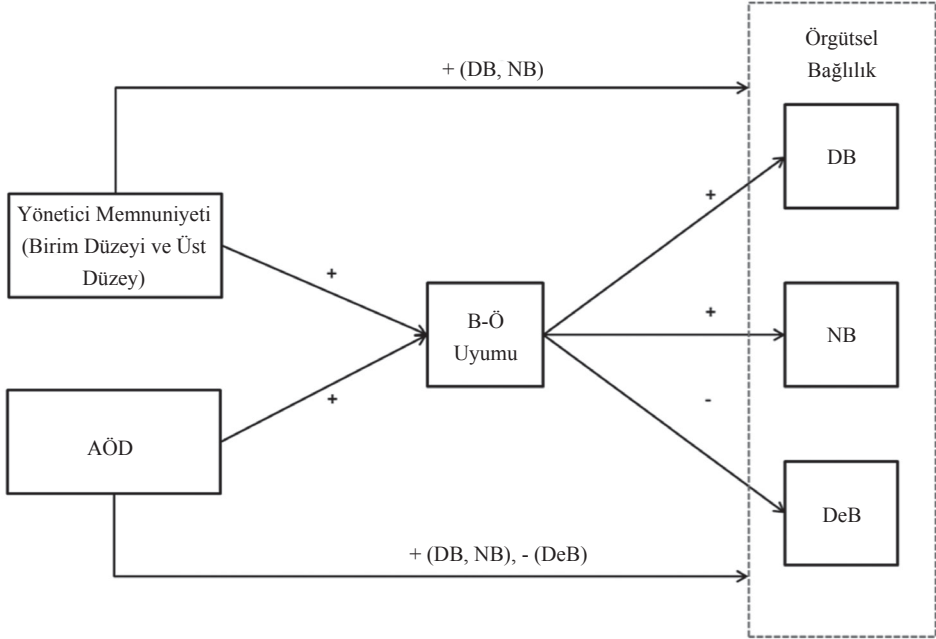 Örgütsel
Bağlılık
+ (DB, NB)
DB
+
Yönetici Memnuniyeti
(Birim Düzeyi ve Üst
Düzey)
+
B-Ö
Uyumu
+
NB
+
-
AÖD
DeB
+ (DB, NB), - (DeB)